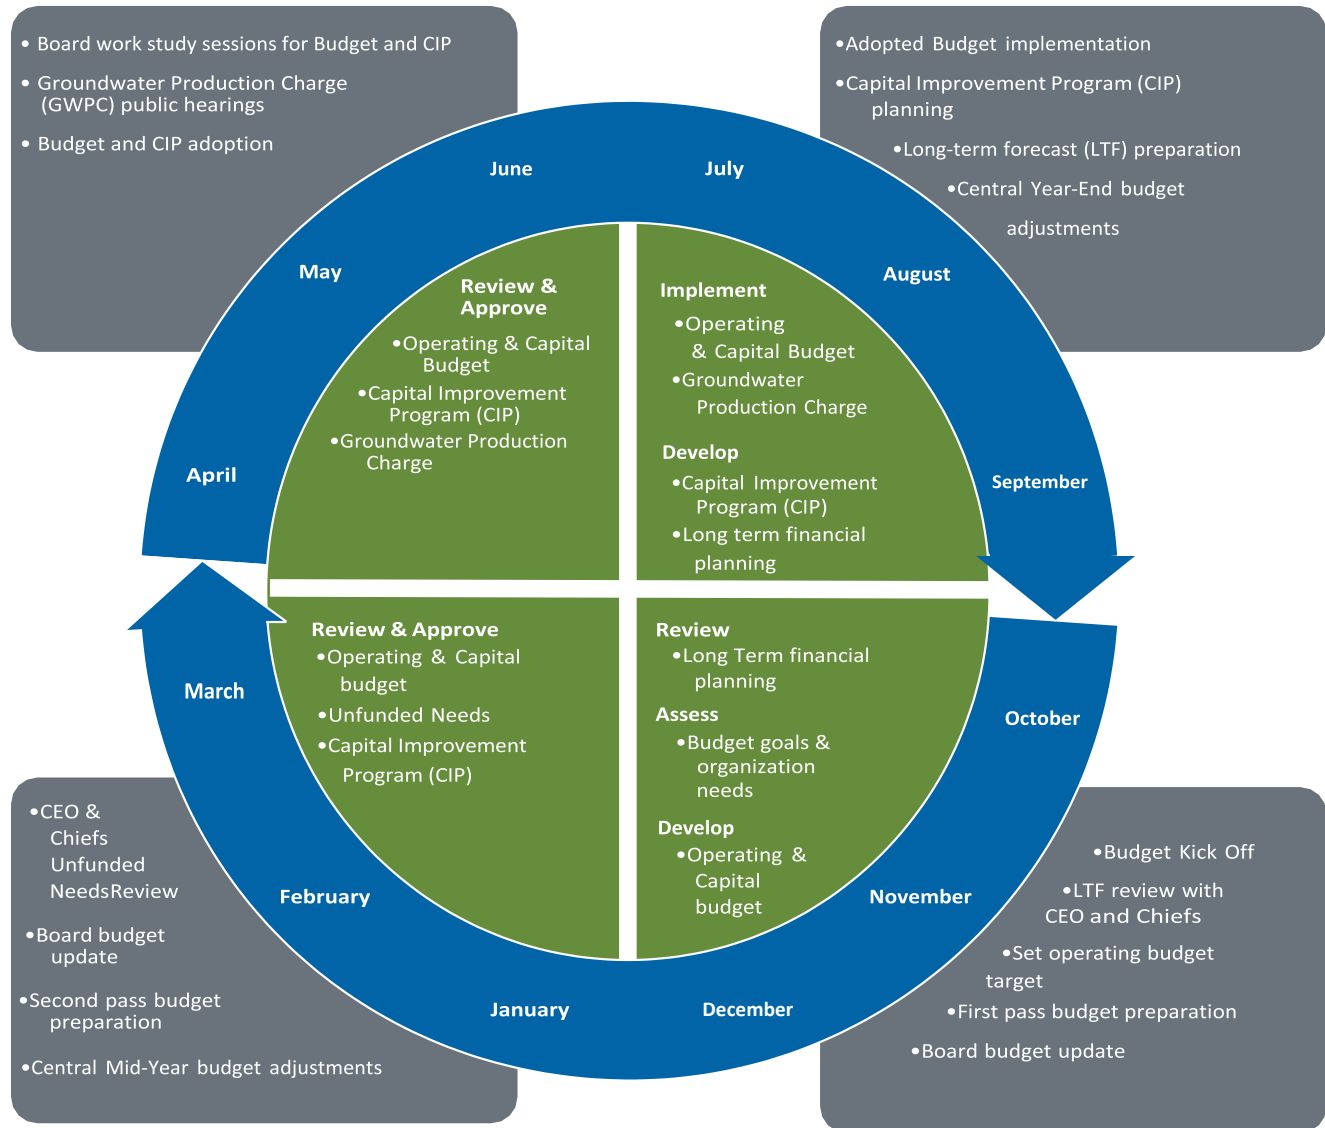 • Board work study sessions for Budget and CIP
• Groundwater Production Charge
(GWPC) public hearings
• Budget and CIP adoption
•Adopted Budget implementation
•Capital Improvement Program (CIP)
planning
•Long-term forecast (LTF) preparation
•Central Year-End budget
adjustments
June
July
May
August
April
September
March
October
February
November
January
December
Review &
Approve
•Operating & Capital
Budget
•Capital Improvement
Program (CIP)
•Groundwater Production
Charge
Implement
•Operating
& Capital Budget
•Groundwater
Production Charge
Develop
•Capital Improvement
Program (CIP)
•Long term financial
planning
Review & Approve
•Operating & Capital
budget
•Unfunded Needs
•Capital Improvement
Program (CIP)
Review
•Long Term financial
planning
Assess
•Budget goals &
organization
needs
Develop
•Operating &
Capital
budget
•CEO &
Chiefs
Unfunded
NeedsReview
•Board budget
update
•Second pass budget
preparation
•Central Mid-Year budget adjustments
•Budget Kick Off
•LTF review with
CEO and Chiefs
•Set operating budget
target
•First pass budget preparation
•Board budget update